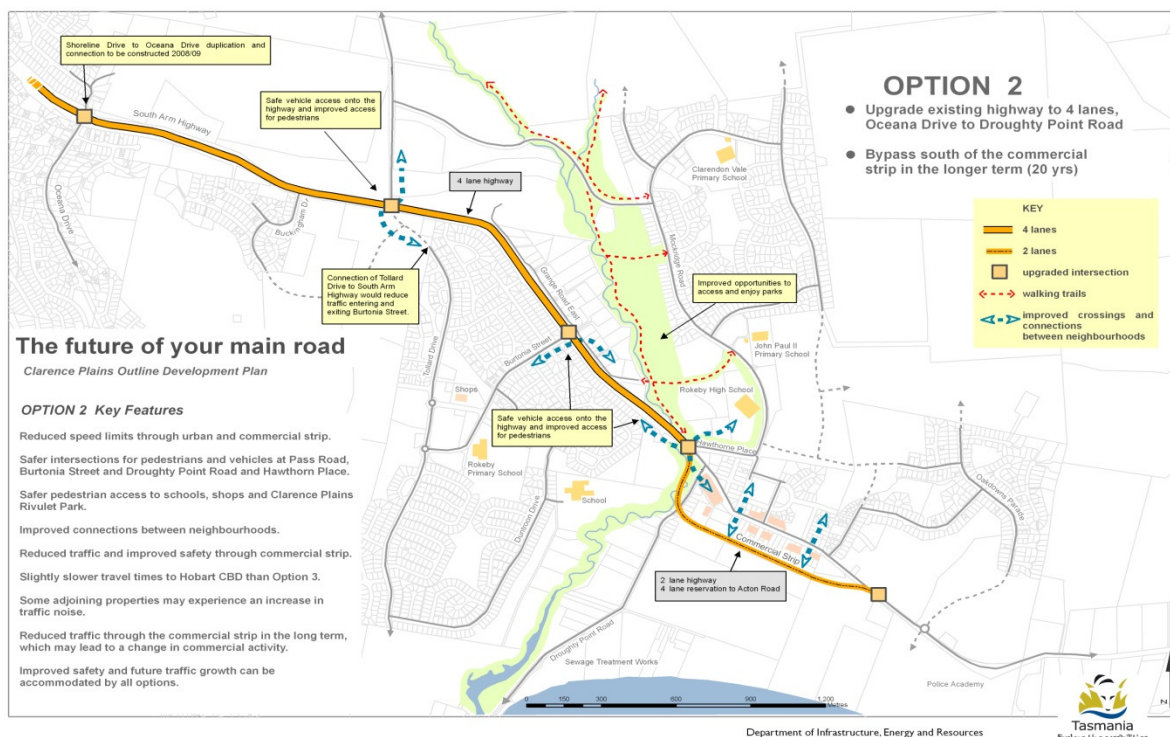 Shoreline Drive to Oceana Drive duplication and
connection to be constructed 2008/09
South Arm Highway
Oceana Drive
Buckingham Dr
Safe vehicle access onto the
highway and improved access
for pedestrians
4 lane highway
Connection of Tollard
Drive to South Arm
Highway would reduce
traffic entering and
exiting Burtonia Street.
Grange Road East
Burtonia Street
Tollard Drive
Shops
Rokeby
Primary School
School
Duntroon Drive
Safe vehicle access onto the
highway and improved access
for pedestrians
Clarendon Vale
Primary School
Mockridge Road
Improved opportunities to
access and enjoy parks
John Paul II
Primary School
Rokeby High School
Hawthorne Place
Commercial Strip
Oakdowns Parade
2 lane highway
4 lane reservation to Acton Road
Droughty Point Road
Sewage Treatment Works
Police Academy
OPTION 2
● Upgrade existing highway to 4 lanes,
Oceana Drive to Droughty Point Road
● Bypass south of the commercial
strip in the longer term (20 yrs)
KEY
4 lanes
2 lanes
upgraded intersection
walking trails
improved crossings and
connections
between neighbourhoods
The future of your main road
Clarence Plains Outline Development Plan
OPTION 2 Key Features
Reduced speed limits through urban and commercial strip.
Safer intersections for pedestrians and vehicles at Pass Road,
Burtonia Street and Droughty Point Road and Hawthorn Place.
Safer pedestrian access to schools, shops and Clarence Plains
Rivulet Park.
Improved connections between neighbourhoods.
Reduced traffic and improved safety through commercial strip.
Slightly slower travel times to Hobart CBD than Option 3.
Some adjoining properties may experience an increase in
traffic noise.
Reduced traffic through the commercial strip in the long term,
which may lead to a change in commercial activity.
Improved safety and future traffic growth can be
accommodated by all options.
0 150 300 600 900 1,200
Metres
N
Department of Infrastructure, Energy and Resources
Tasmania